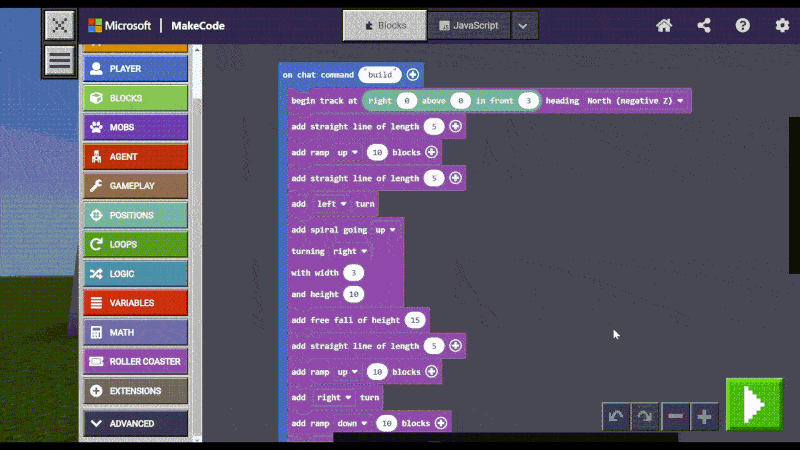 Microsoft MakeCode
Blocks
JavaScript
PLAYER
BLOCKS
MOBS
AGENT
GAMEPLAY
POSITIONS
LOOPS
LOGIC
VARIABLES
MATH
ROLLER COASTER
EXTENSIONS
ADVANCED
on chat command "build"
begin track at right 0 above 0 in front 3 heading North (negative Z)
add straight line of length 5
add ramp up 10 blocks
add straight line of length 5
add left turn
add spiral going up
turning right
with width 3
and height 10
add free fall of height 15
add straight line of length 5
add ramp up 10 blocks
add right turn
add ramp down 10 blocks